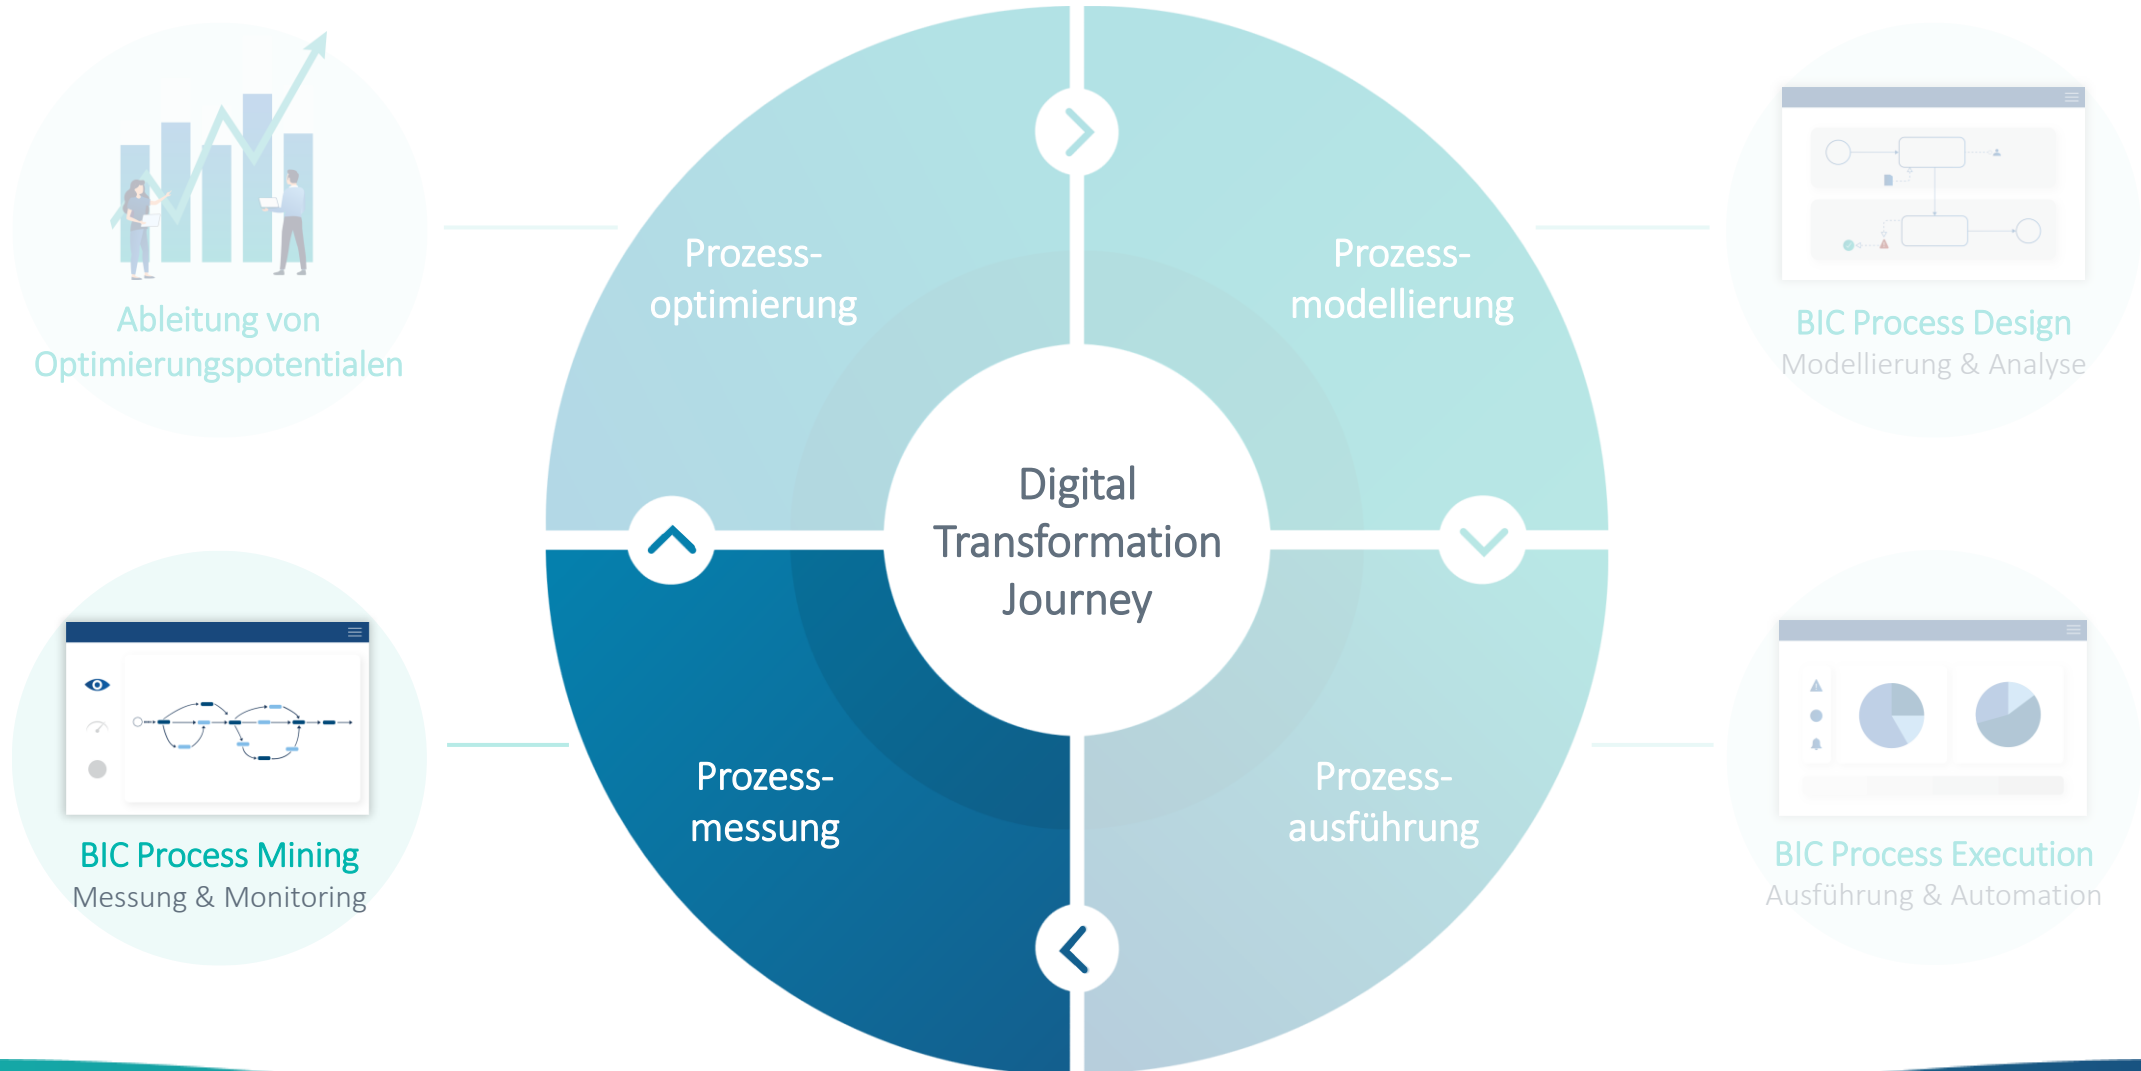 Prozess-
optimierung
Prozess-
modellierung
Ableitung von
Optimierungspotentialen
BIC Process Design
Modellierung & Analyse
Digital
Transformation
Journey
Prozess-
messung
Prozess-
ausführung
BIC Process Mining
Messung & Monitoring
BIC Process Execution
Ausführung & Automation